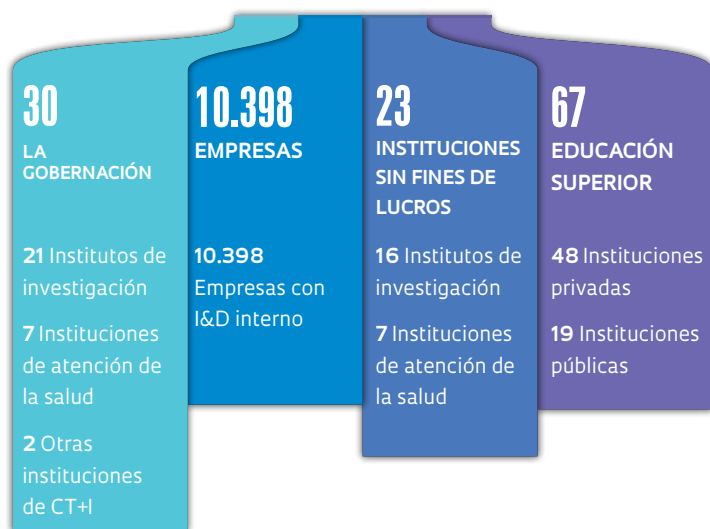 30
LA
GOBERNACIÓN
21 Institutos de
investigación
7 Instituciones
de atención de
la salud
2 Otras
instituciones
de CT+I
10.398
EMPRESAS
10.398
Empresas con
I&D interno
23
INSTITUCIONES
SIN FINES DE
LUCROS
16 Institutos de
investigación
7 Instituciones
de atención de
la salud
67
EDUCACIÓN
SUPERIOR
48 Instituciones
privadas
19 Instituciones
públicas